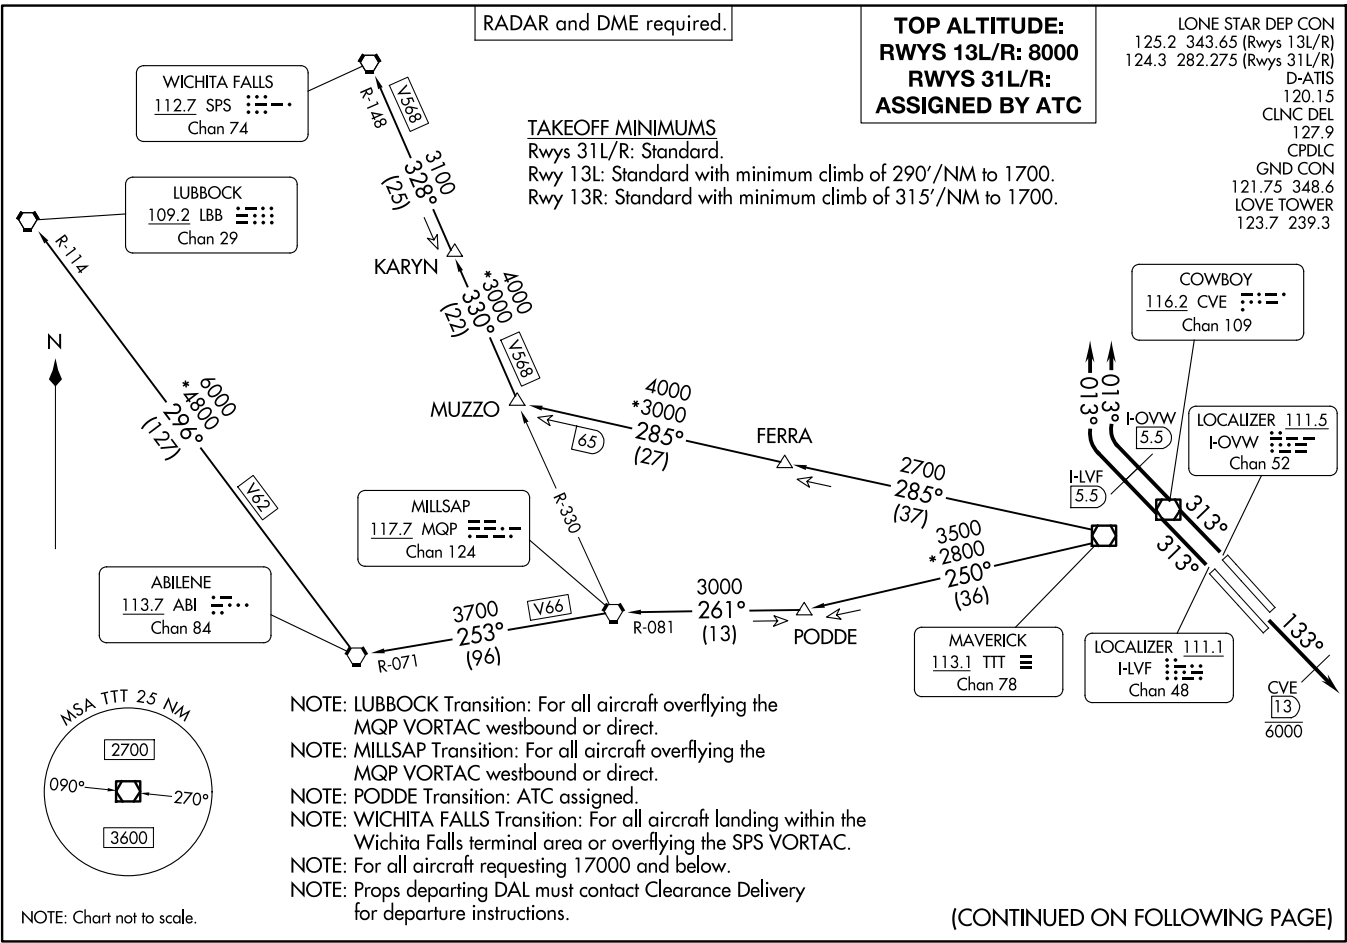 RADAR and DME required.
TOP ALTITUDE:
RWYS 13L/R: 8000
RWYS 31L/R:
ASSIGNED BY ATC
LONE STAR DEP CON
125.2 343.65 (Rwys 13L/R)
124.3 282.275 (Rwys 31L/R)
D-ATIS
120.15
CLNC DEL
127.9
CPDLC
GND CON
121.75 348.6
LOVE TOWER
123.7 239.3
WICHITA FALLS
112.7 SPS
Chan 74
R-148
V568
3100
328°
(25)
TAKEOFF MINIMUMS
Rwys 31L/R: Standard.
Rwy 13L: Standard with minimum climb of 290'/NM to 1700.
Rwy 13R: Standard with minimum climb of 315'/NM to 1700.
LUBBOCK
109.2 LBB
Chan 29
R-114
KARYN
4000
*3000
330°
(22)
V568
COWBOY
116.2 CVE
Chan 109
N
6000
*4800
296°
(127)
V62
MUZZO
65
4000
*3000
285°
(27)
FERRA
2700
285°
(37)
013°
013°
I-OVW
5.5
I-LVF
5.5
LOCALIZER 111.5
I-OVW
Chan 52
313°
313°
MILLSAP
117.7 MQP
Chan 124
R-330
3500
*2800
250°
(36)
ABILENE
113.7 ABI
Chan 84
R-071
3700
253°
(96)
V66
R-081
3000
261°
(13)
PODDE
MAVERICK
113.1 TTT
Chan 78
LOCALIZER 111.1
I-LVF
Chan 48
133°
CVE
13
6000
MSA TTT 25 NM
2700
090°
270°
3600
NOTE: LUBBOCK Transition: For all aircraft overflying the
MQP VORTAC westbound or direct.
NOTE: MILLSAP Transition: For all aircraft overflying the
MQP VORTAC westbound or direct.
NOTE: PODDE Transition: ATC assigned.
NOTE: WICHITA FALLS Transition: For all aircraft landing within the
Wichita Falls terminal area or overflying the SPS VORTAC.
NOTE: For all aircraft requesting 17000 and below.
NOTE: Props departing DAL must contact Clearance Delivery
for departure instructions.
NOTE: Chart not to scale.
(CONTINUED ON FOLLOWING PAGE)